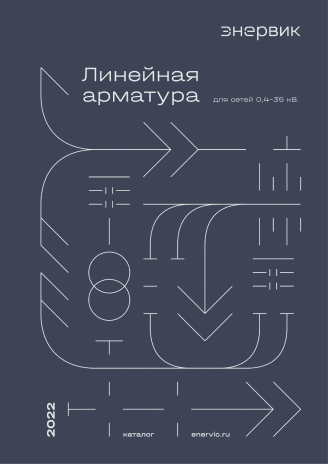 энервик
Линейная
арматура для сетей 0,4–35 кВ.
2022
каталог enervic.ru